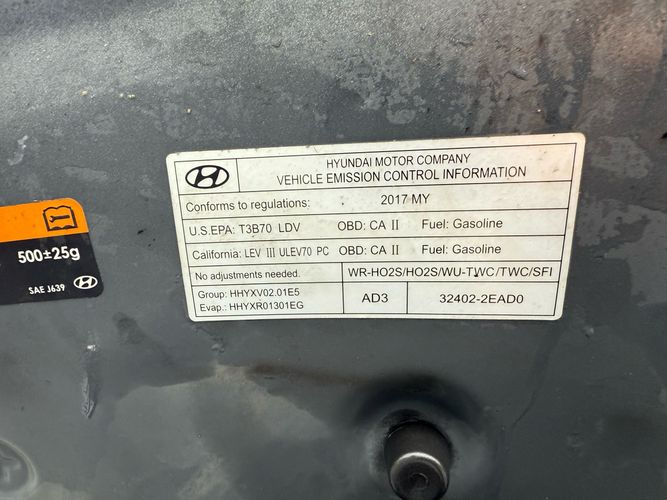 HYUNDAI MOTOR COMPANY
VEHICLE EMISSION CONTROL INFORMATION
Conforms to regulations: 2017 MY
U.S.EPA: T3B70 LDV OBD: CA II Fuel: Gasoline
California: LEV III ULEV70 PC OBD: CA II Fuel: Gasoline
No adjustments needed. WR-HO2S/HO2S/WU-TWC/TWC/SFI
Group: HHYXV02.01E5
Evap.: HHYXR01301EG
AD3
32402-2EAD0
500±25g
SAE J639